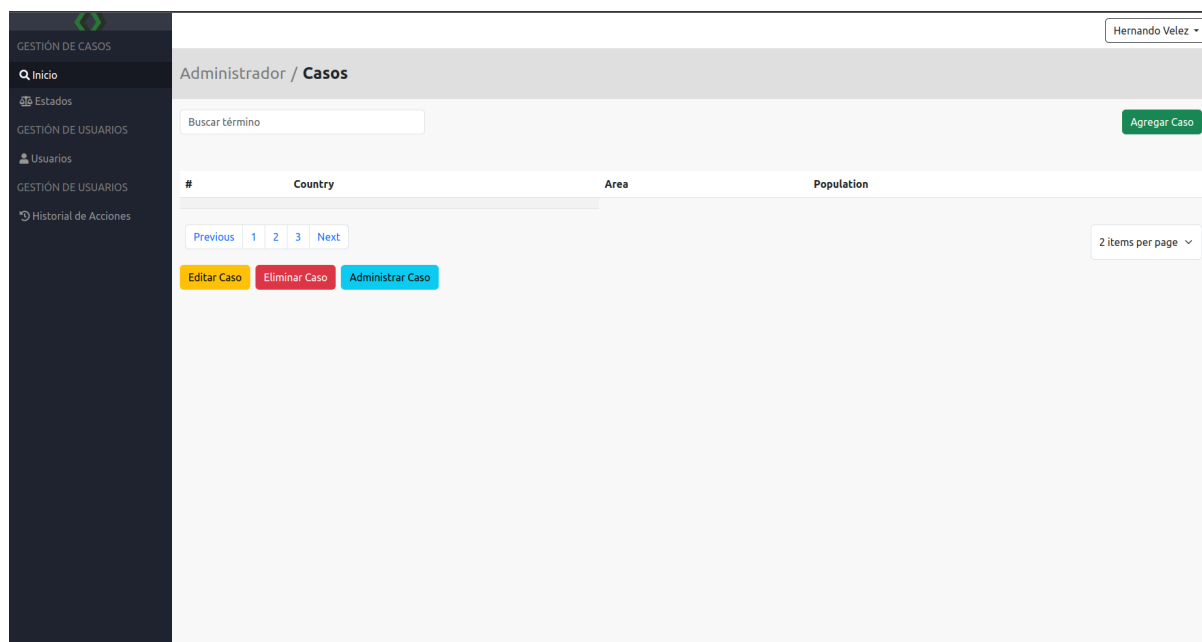 GESTIÓN DE CASOS
Inicio
Estados
GESTIÓN DE USUARIOS
Usuarios
GESTIÓN DE USUARIOS
Historial de Acciones
Hernando Velez
Administrador / Casos
Buscar término
Agregar Caso
# Country Area Population
Previous 1 2 3 Next
2 items per page
Editar Caso Eliminar Caso Administrar Caso